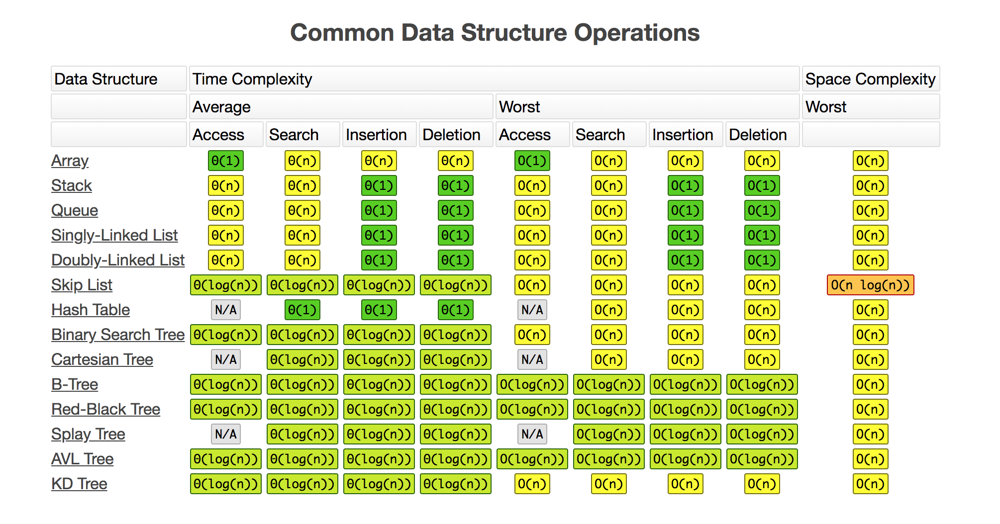 Common Data Structure Operations
Data Structure Time Complexity Space Complexity
Average Worst Worst
Access Search Insertion Deletion Access Search Insertion Deletion
Array Θ(1) Θ(n) Θ(n) Θ(n) O(1) O(n) O(n) O(n) O(n)
Stack Θ(n) Θ(n) Θ(1) Θ(1) O(n) O(n) O(1) O(1) O(n)
Queue Θ(n) Θ(n) Θ(1) Θ(1) O(n) O(n) O(1) O(1) O(n)
Singly-Linked List Θ(n) Θ(n) Θ(1) Θ(1) O(n) O(n) O(1) O(1) O(n)
Doubly-Linked List Θ(n) Θ(n) Θ(1) Θ(1) O(n) O(n) O(1) O(1) O(n)
Skip List Θ(log(n)) Θ(log(n)) Θ(log(n)) Θ(log(n)) O(n) O(n) O(n) O(n) O(n log(n))
Hash Table N/A Θ(1) Θ(1) Θ(1) N/A O(n) O(n) O(n) O(n)
Binary Search Tree Θ(log(n)) Θ(log(n)) Θ(log(n)) Θ(log(n)) O(n) O(n) O(n) O(n) O(n)
Cartesian Tree N/A Θ(log(n)) Θ(log(n)) Θ(log(n)) N/A O(n) O(n) O(n) O(n)
B-Tree Θ(log(n)) Θ(log(n)) Θ(log(n)) Θ(log(n)) O(log(n)) O(log(n)) O(log(n)) O(log(n)) O(n)
Red-Black Tree Θ(log(n)) Θ(log(n)) Θ(log(n)) Θ(log(n)) O(log(n)) O(log(n)) O(log(n)) O(log(n)) O(n)
Splay Tree N/A Θ(log(n)) Θ(log(n)) Θ(log(n)) N/A O(log(n)) O(log(n)) O(log(n)) O(n)
AVL Tree Θ(log(n)) Θ(log(n)) Θ(log(n)) Θ(log(n)) O(log(n)) O(log(n)) O(log(n)) O(log(n)) O(n)
KD Tree Θ(log(n)) Θ(log(n)) Θ(log(n)) Θ(log(n)) O(n) O(n) O(n) O(n) O(n)